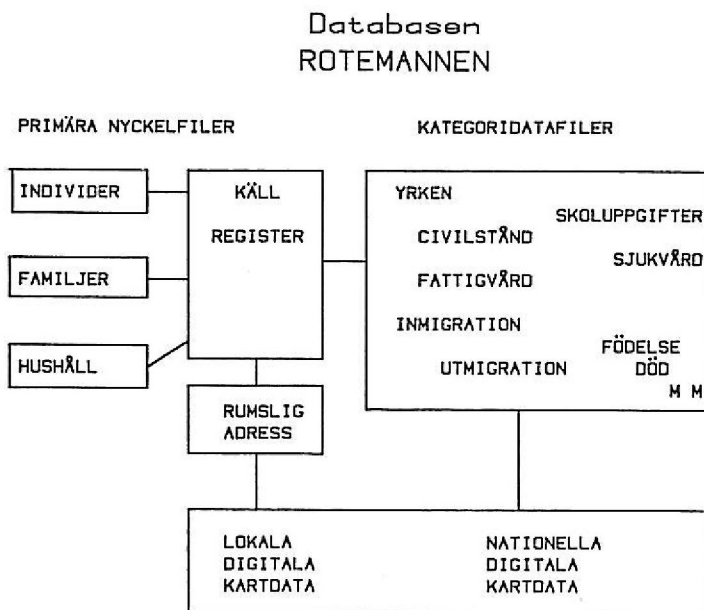 Databasen
ROTEMANNEN
PRIMÄRA NYCKELFILER
KATEGORIDATAFILER
INDIVIDER
FAMILJER
HUSHÅLL
KÄLL
REGISTER
RUMSLIG
ADRESS
YRKEN
SKOLUPPGIFTER
CIVILSTÅND
SJUKVÅRD
FATTIGVÅRD
INMIGRATION
FÖDELSE
UTMIGRATION
DÖD
M M
LOKALA
DIGITALA
KARTDATA
NATIONELLA
DIGITALA
KARTDATA